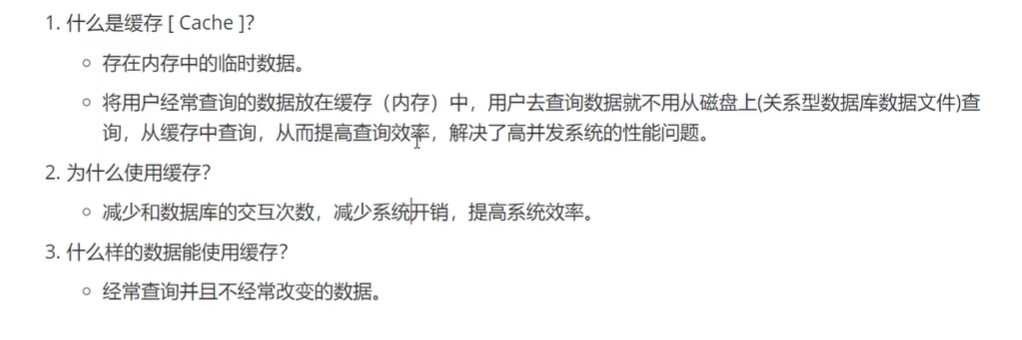 1. 什么是缓存 [ Cache ]？
存在内存中的临时数据。
将用户经常查询的数据放在缓存（内存）中，用户去查询数据就不用从磁盘上(关系型数据库数据文件)查
询，从缓存中查询，从而提高查询效率，解决了高并发系统的性能问题。
2. 为什么使用缓存？
减少和数据库的交互次数，减少系统开销，提高系统效率。
3. 什么样的数据能使用缓存？
经常查询并且不经常改变的数据。